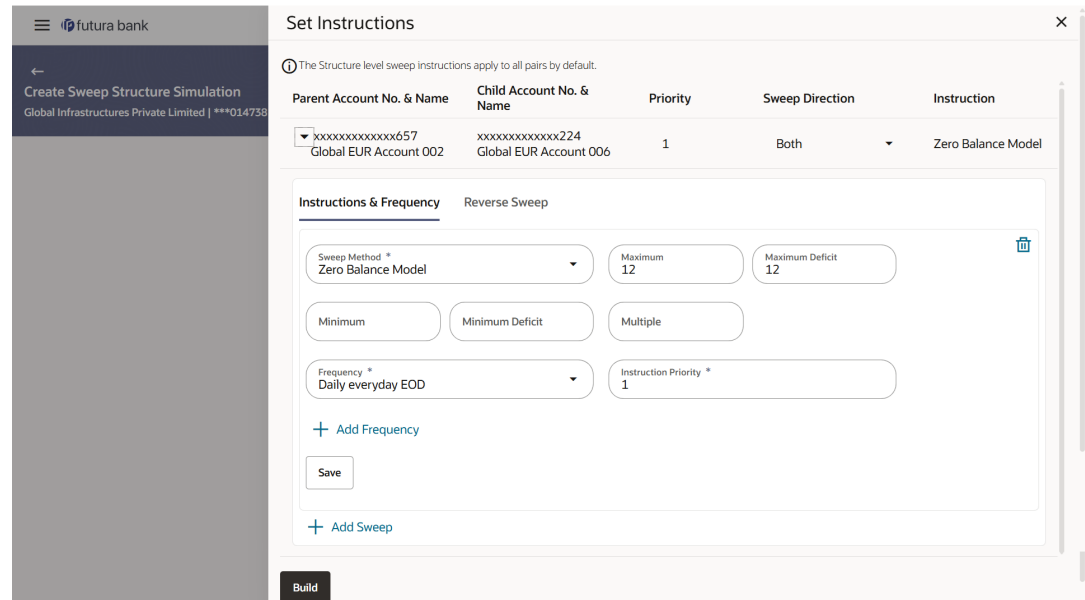 futura bank
Set Instructions
←
Create Sweep Structure Simulation
Global Infrastructures Private Limited | ***014738
The Structure level sweep instructions apply to all pairs by default.
Parent Account No. & Name
Child Account No. &
Name
Priority
Sweep Direction
Instruction
xxxxxxxxxxxxx657
Global EUR Account 002
xxxxxxxxxxxxx224
Global EUR Account 006
1
Both
Zero Balance Model
Instructions & Frequency
Reverse Sweep
Sweep Method *
Zero Balance Model
Maximum
12
Maximum Deficit
12
Minimum
Minimum Deficit
Multiple
Frequency *
Daily everyday EOD
Instruction Priority *
1
+ Add Frequency
Save
+ Add Sweep
Build